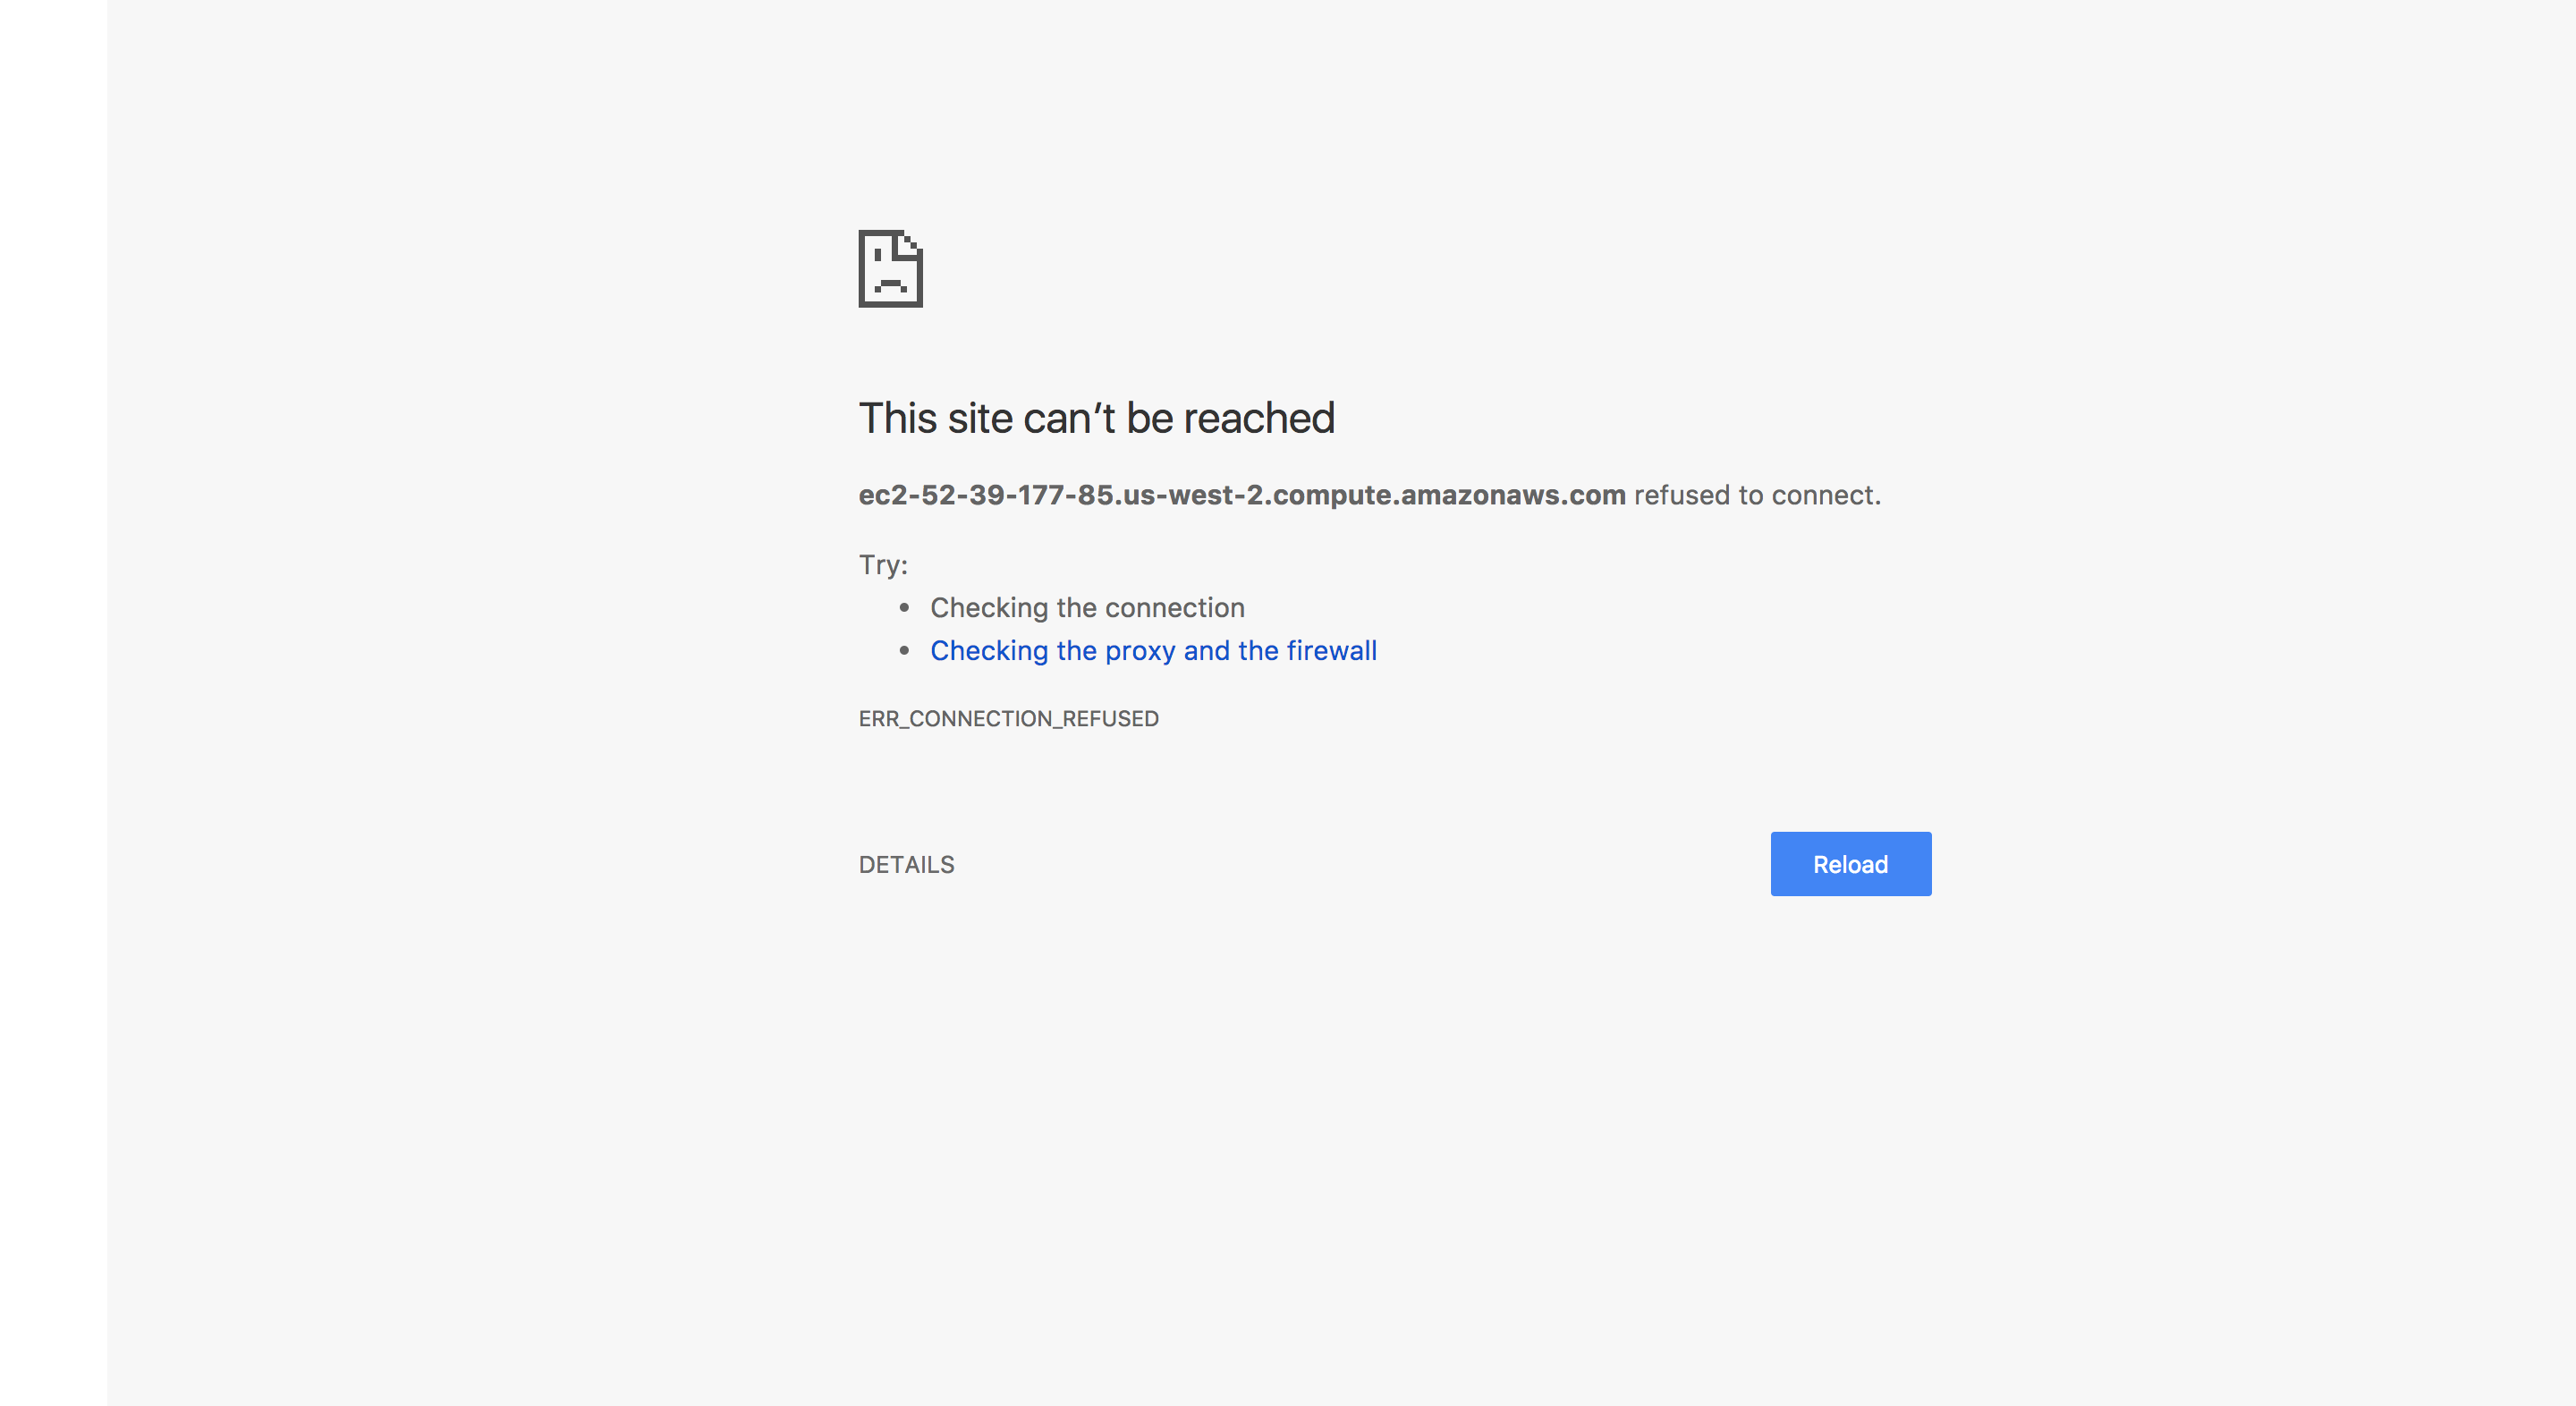 This site can’t be reached
ec2-52-39-177-85.us-west-2.compute.amazonaws.com refused to connect.
Try:
• Checking the connection
• Checking the proxy and the firewall
ERR_CONNECTION_REFUSED
DETAILS
Reload